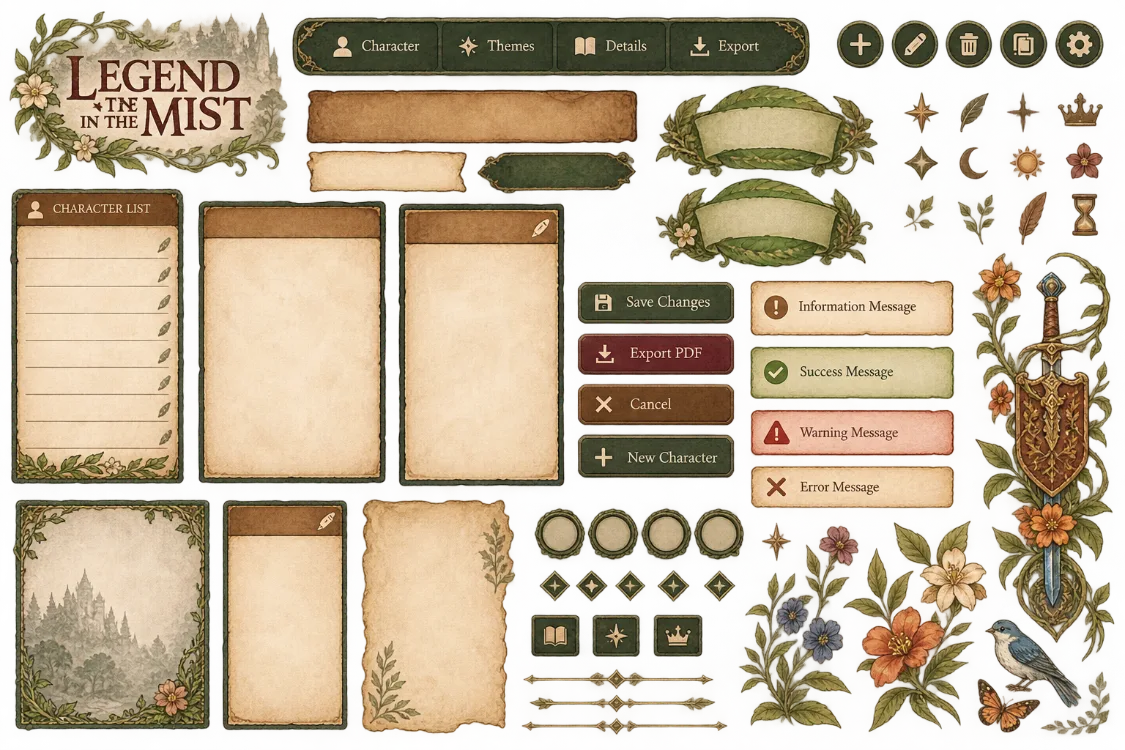 LEGEND
THE
IN THE MIST
Character
Themes
Details
Export
CHARACTER LIST
Save Changes
Export PDF
Cancel
New Character
Information Message
Success Message
Warning Message
Error Message